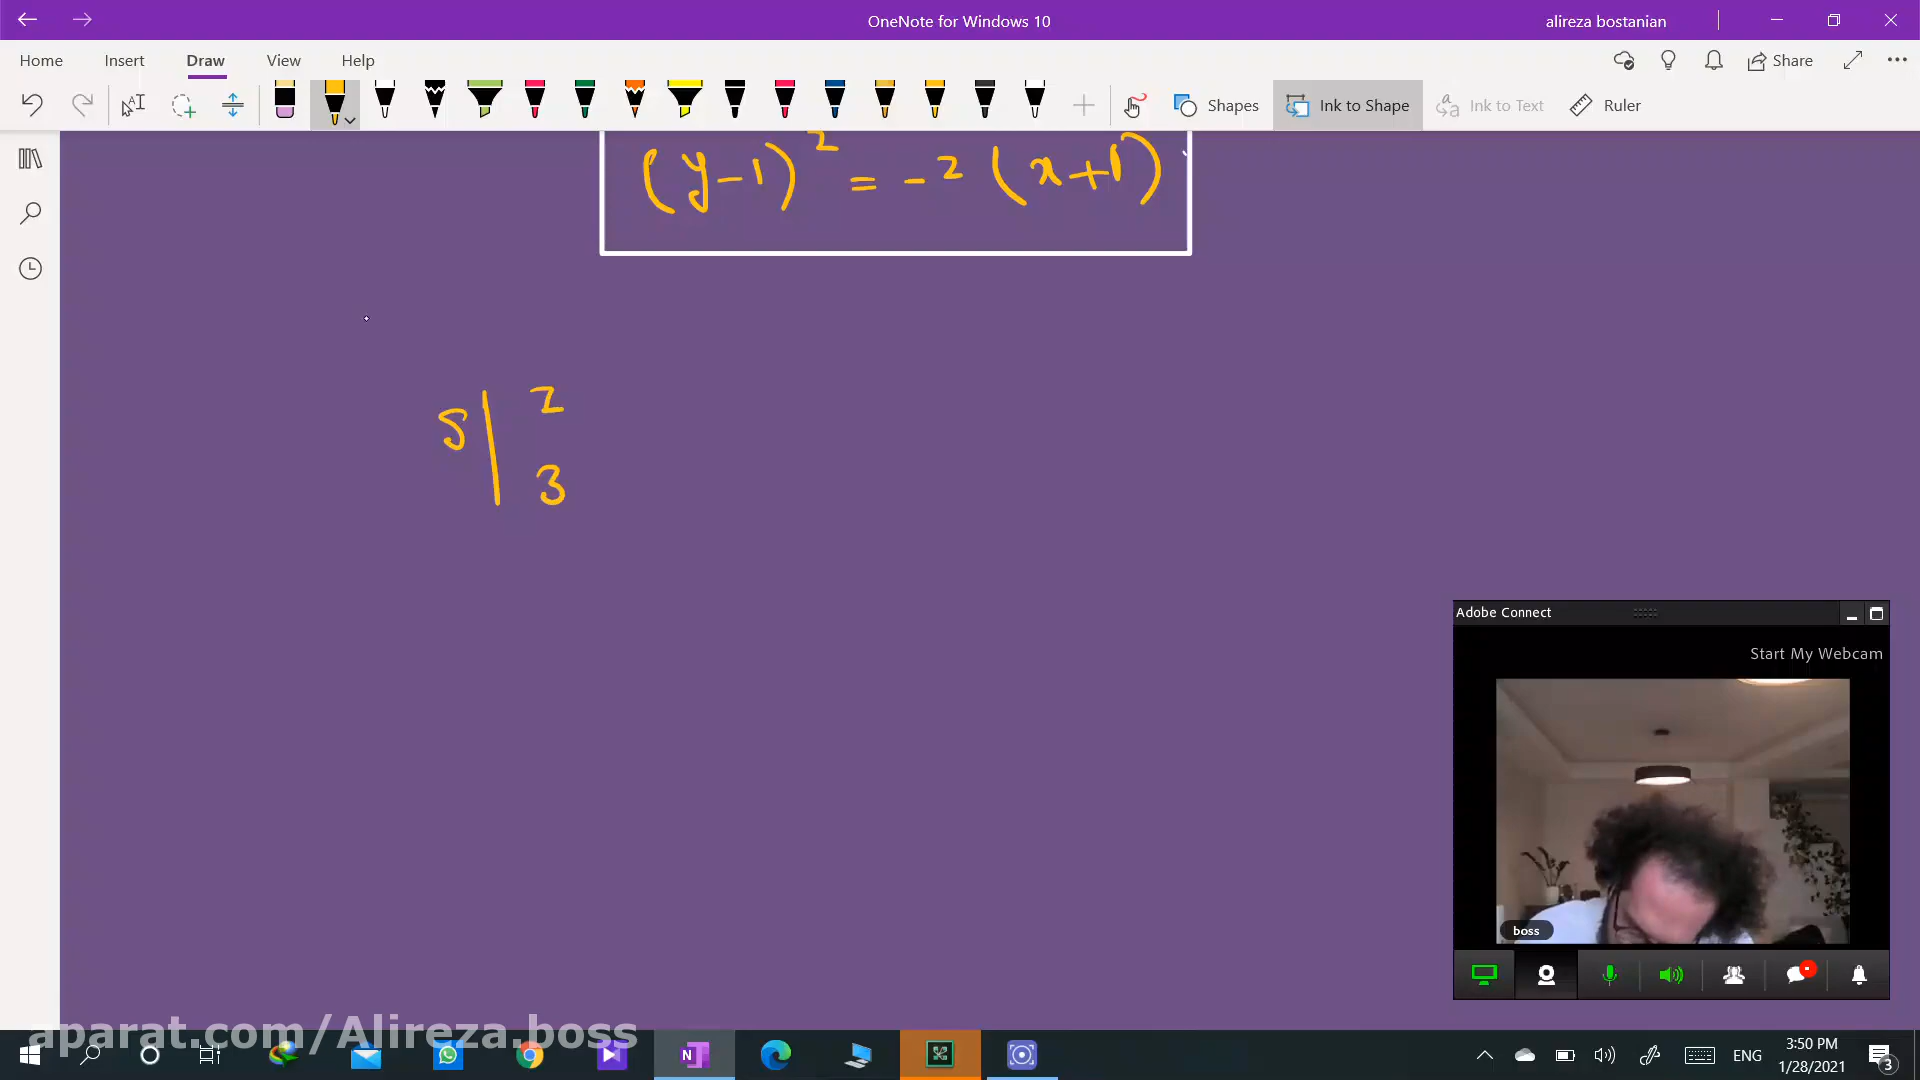 OneNote for Windows 10
alireza bostanian
Home Insert Draw View Help
Share
Shapes Ink to Shape Ink to Text Ruler
(y-1)² = -2 (x+1)
S | 2
3
Adobe Connect
Start My Webcam
boss
aparat.com/Alireza.boss
ENG
3:50 PM
1/28/2021
3